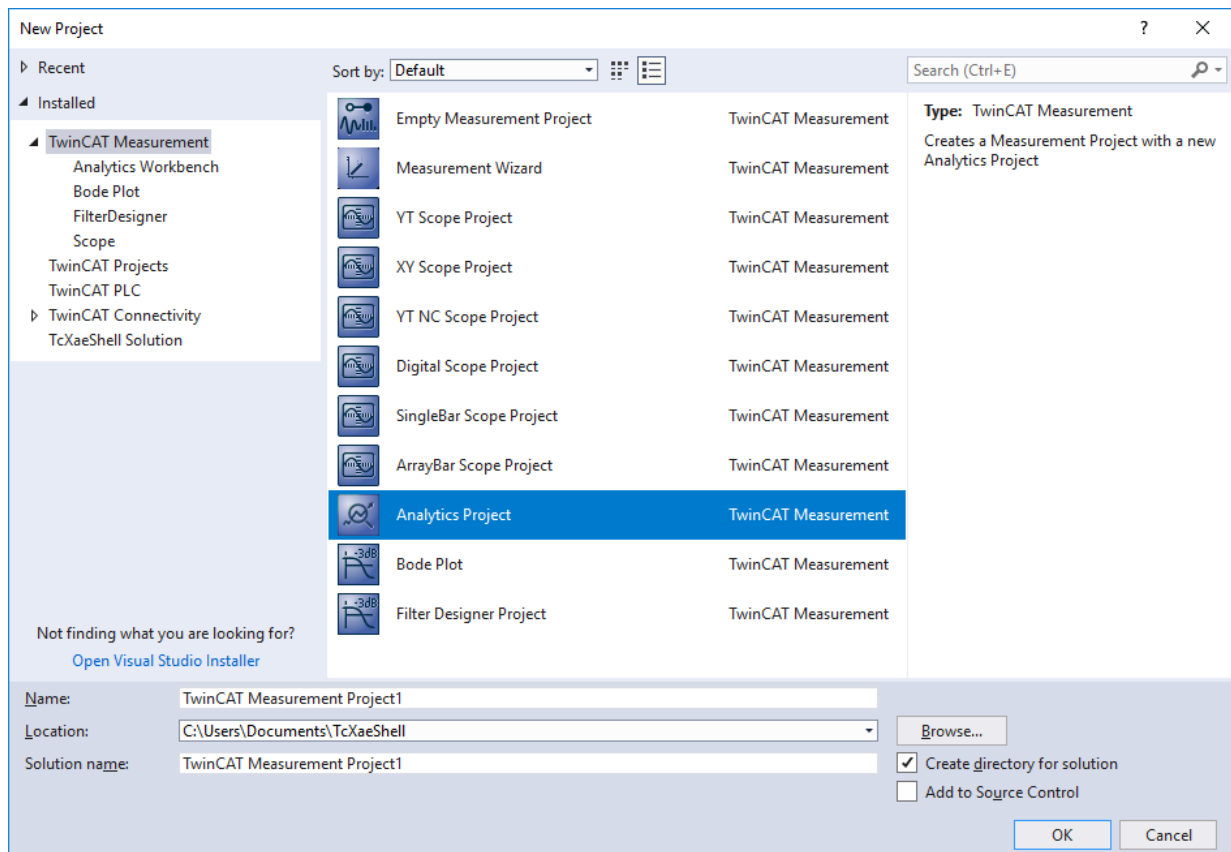 New Project
?
Recent
Installed
TwinCAT Measurement
Analytics Workbench
Bode Plot
FilterDesigner
Scope
TwinCAT Projects
TwinCAT PLC
TwinCAT Connectivity
TcXaeShell Solution
Not finding what you are looking for?
Open Visual Studio Installer
Sort by: Default
Empty Measurement Project TwinCAT Measurement
Measurement Wizard TwinCAT Measurement
YT Scope Project TwinCAT Measurement
XY Scope Project TwinCAT Measurement
YT NC Scope Project TwinCAT Measurement
Digital Scope Project TwinCAT Measurement
SingleBar Scope Project TwinCAT Measurement
ArrayBar Scope Project TwinCAT Measurement
Analytics Project TwinCAT Measurement
-3dB
Bode Plot TwinCAT Measurement
-3dB
Filter Designer Project TwinCAT Measurement
Search (Ctrl+E)
Type: TwinCAT Measurement
Creates a Measurement Project with a new
Analytics Project
Name: TwinCAT Measurement Project1
Location: C:\Users\Documents\TcXaeShell
Browse...
Solution name: TwinCAT Measurement Project1
Create directory for solution
Add to Source Control
OK Cancel